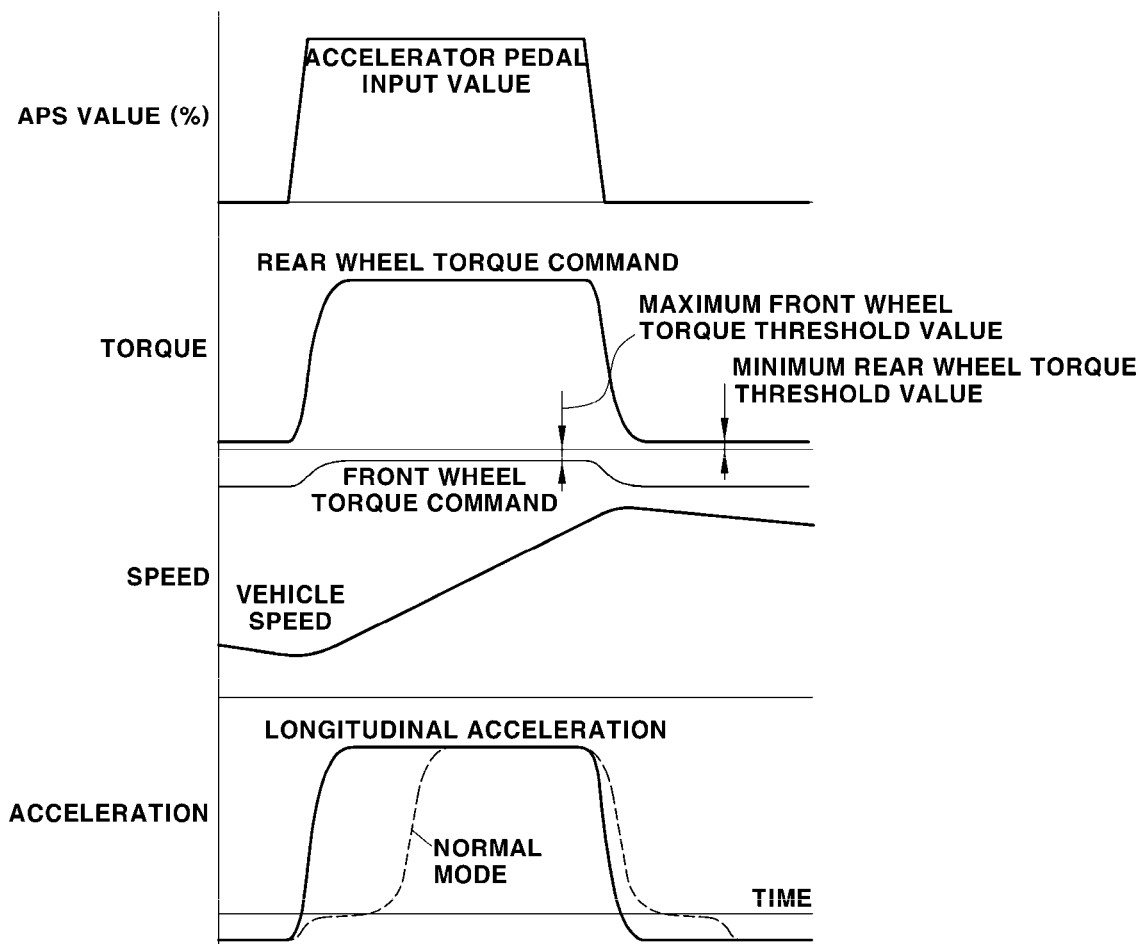 ACCELERATOR PEDAL
INPUT VALUE
APS VALUE (%)
REAR WHEEL TORQUE COMMAND
MAXIMUM FRONT WHEEL
TORQUE THRESHOLD VALUE
TORQUE
MINIMUM REAR WHEEL TORQUE
THRESHOLD VALUE
FRONT WHEEL
TORQUE COMMAND
SPEED
VEHICLE
SPEED
LONGITUDINAL ACCELERATION
ACCELERATION
NORMAL
MODE
TIME